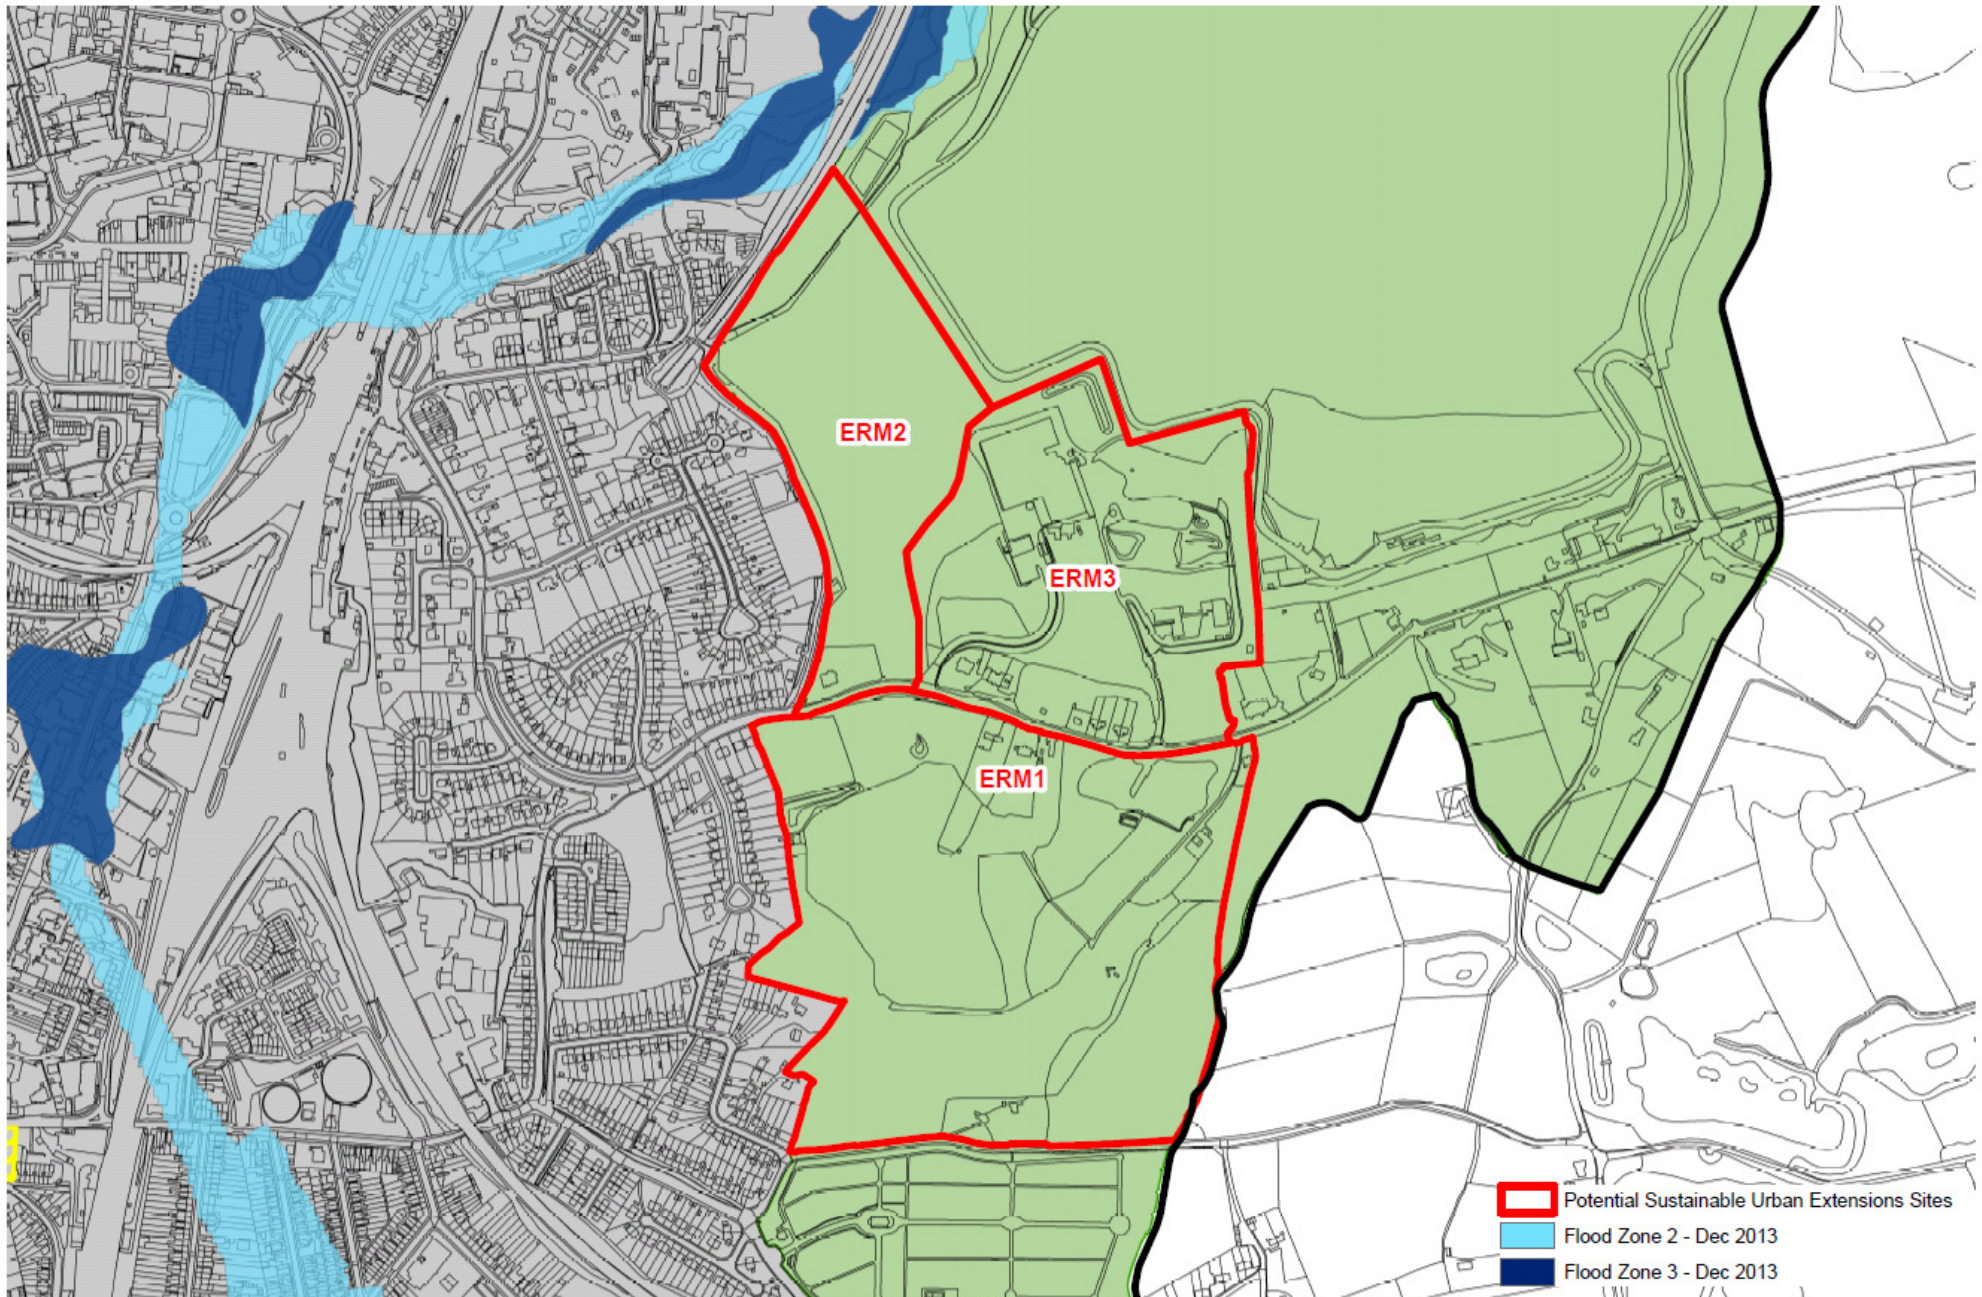 ERM2
ERM3
ERM1
Potential Sustainable Urban Extensions Sites
Flood Zone 2 - Dec 2013
Flood Zone 3 - Dec 2013